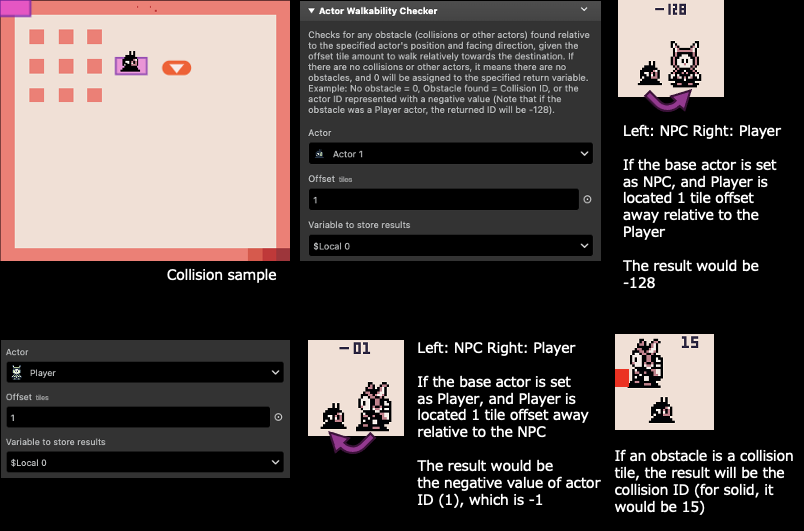 Collision sample
Actor Walkability Checker
Checks for any obstacle (collisions or other actors) found relative
to the specified actor's position and facing direction, given the
offset tile amount to walk relatively towards the destination. If
there are no collisions or other actors, it means there are no
obstacles, and 0 will be assigned to the specified return variable.
Example: No obstacle = 0, Obstacle found = Collision ID, or the
actor ID represented with a negative value (Note that if the
obstacle was a Player actor, the returned ID will be -128).
Actor
Actor 1
Offset tiles
1
Variable to store results
$Local 0
-128
Left: NPC Right: Player
If the base actor is set
as NPC, and Player is
located 1 tile offset
away relative to the
Player
The result would be
-128
Actor
Player
Offset tiles
1
Variable to store results
$Local 0
-01
Left: NPC Right: Player
If the base actor is set
as Player, and Player is
located 1 tile offset away
relative to the NPC
The result would be
the negative value of actor
ID (1), which is -1
15
If an obstacle is a collision
tile, the result will be the
collision ID (for solid, it
would be 15)